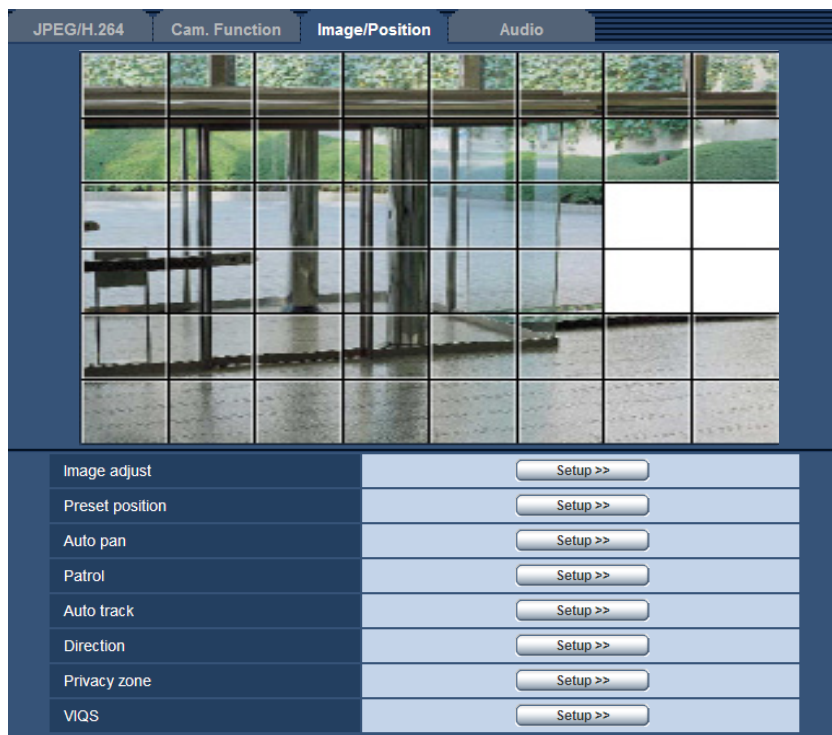 JPEG/H.264 Cam. Function Image/Position Audio
Image adjust Setup >>
Preset position Setup >>
Auto pan Setup >>
Patrol Setup >>
Auto track Setup >>
Direction Setup >>
Privacy zone Setup >>
VIQS Setup >>